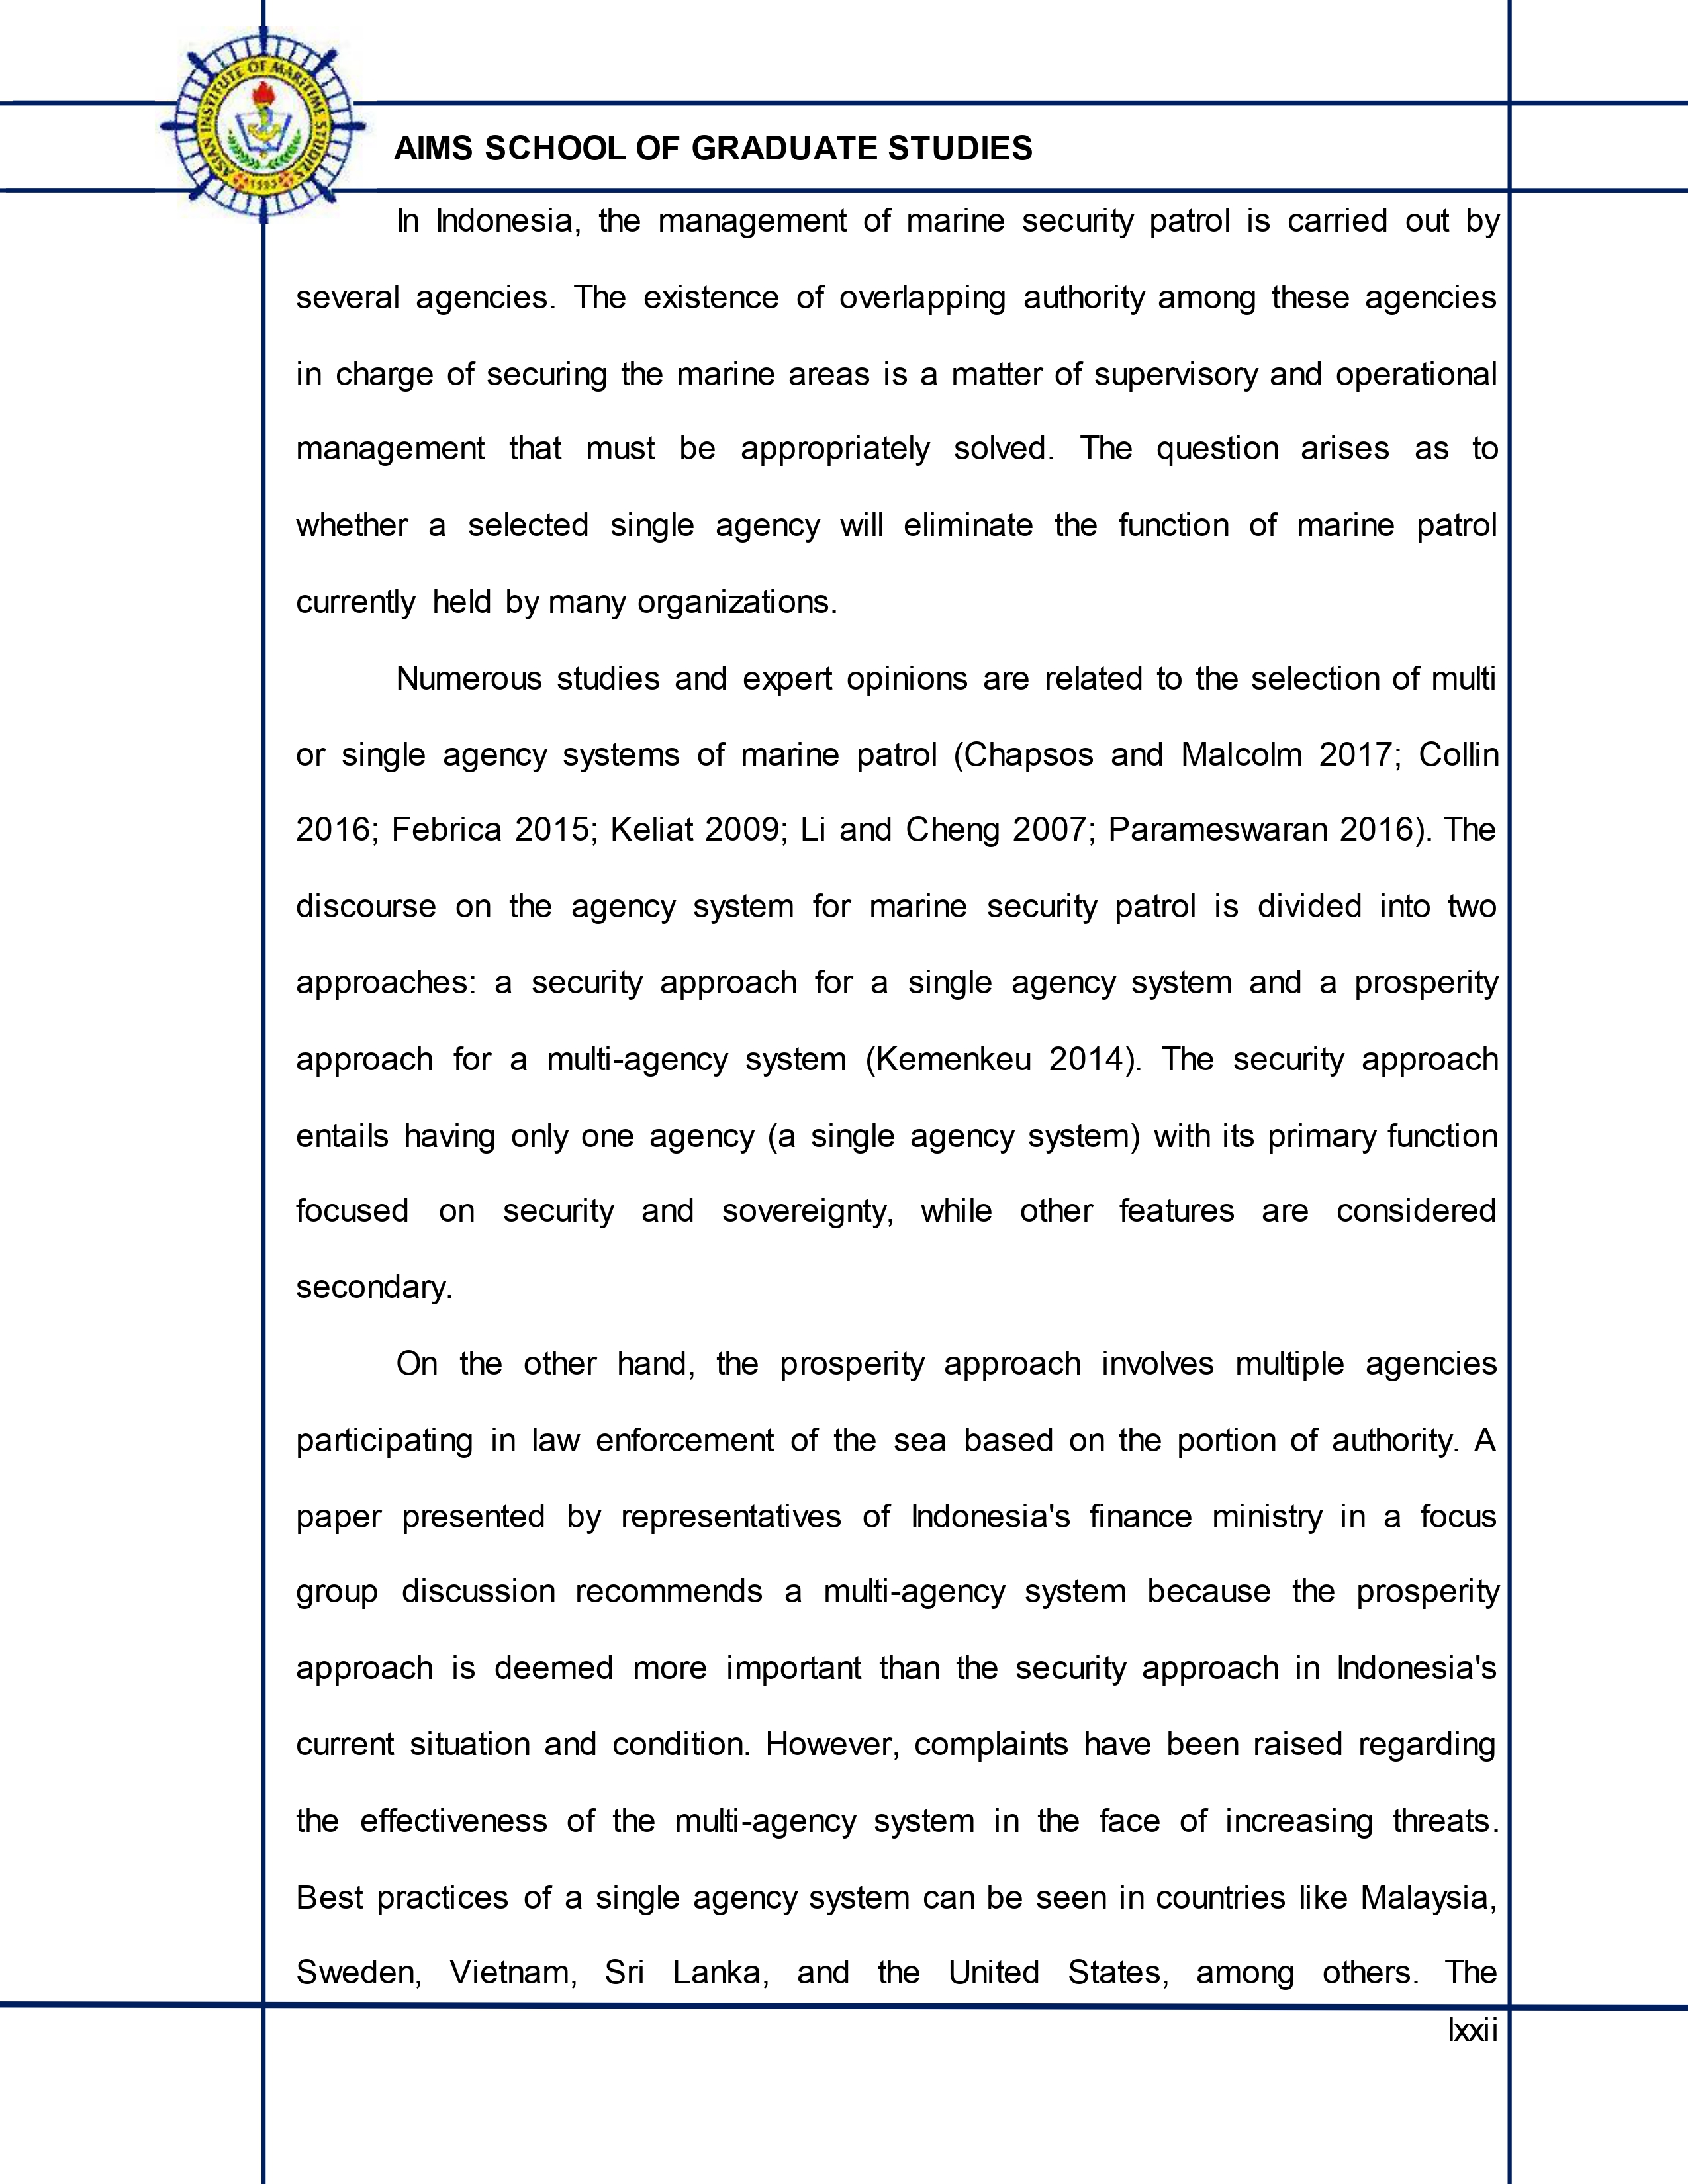 ASIAN INSTITUTE OF MARITIME STUDIES
1993
AIMS SCHOOL OF GRADUATE STUDIES
In Indonesia, the management of marine security patrol is carried out by
several agencies. The existence of overlapping authority among these agencies
in charge of securing the marine areas is a matter of supervisory and operational
management that must be appropriately solved. The question arises as to
whether a selected single agency will eliminate the function of marine patrol
currently held by many organizations.
Numerous studies and expert opinions are related to the selection of multi
or single agency systems of marine patrol (Chapsos and Malcolm 2017; Collin
2016; Febrica 2015; Keliat 2009; Li and Cheng 2007; Parameswaran 2016). The
discourse on the agency system for marine security patrol is divided into two
approaches: a security approach for a single agency system and a prosperity
approach for a multi-agency system (Kemenkeu 2014). The security approach
entails having only one agency (a single agency system) with its primary function
focused on security and sovereignty, while other features are considered
secondary.
On the other hand, the prosperity approach involves multiple agencies
participating in law enforcement of the sea based on the portion of authority. A
paper presented by representatives of Indonesia's finance ministry in a focus
group discussion recommends a multi-agency system because the prosperity
approach is deemed more important than the security approach in Indonesia's
current situation and condition. However, complaints have been raised regarding
the effectiveness of the multi-agency system in the face of increasing threats.
Best practices of a single agency system can be seen in countries like Malaysia,
Sweden, Vietnam, Sri Lanka, and the United States, among others. The
lxxii